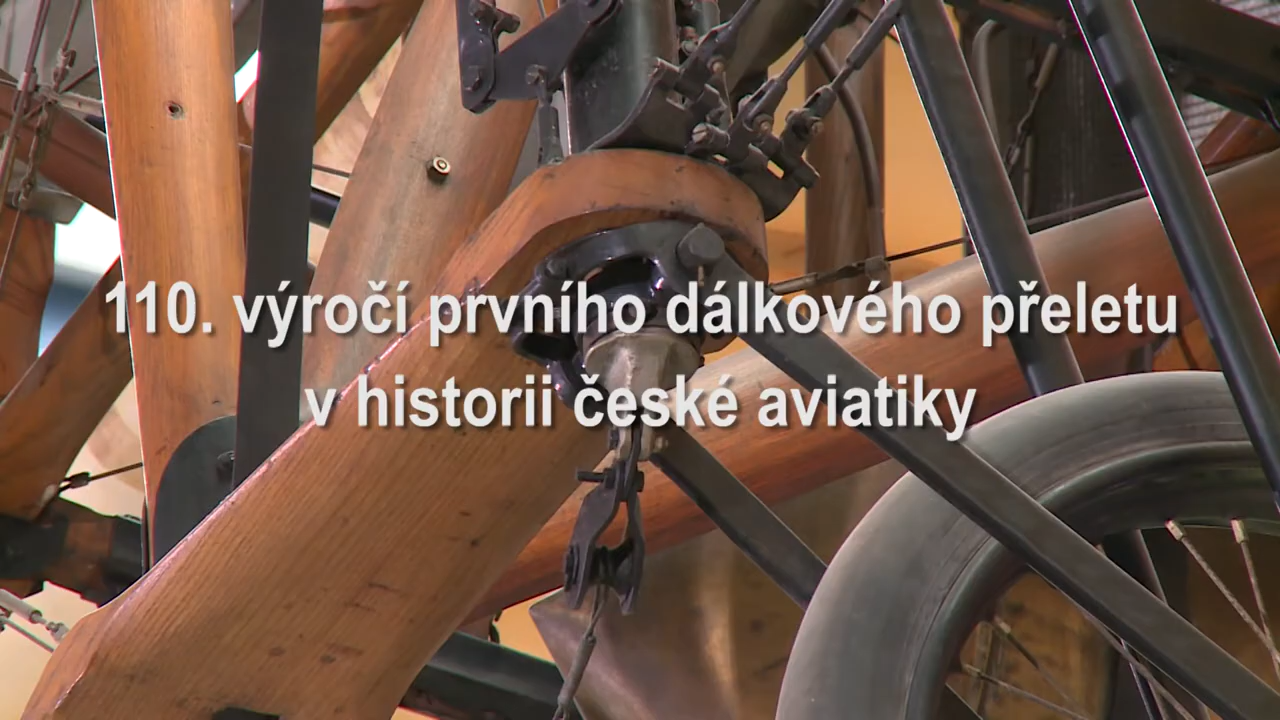 110. výročí prvního dálkového přeletu
v historii české aviatiky